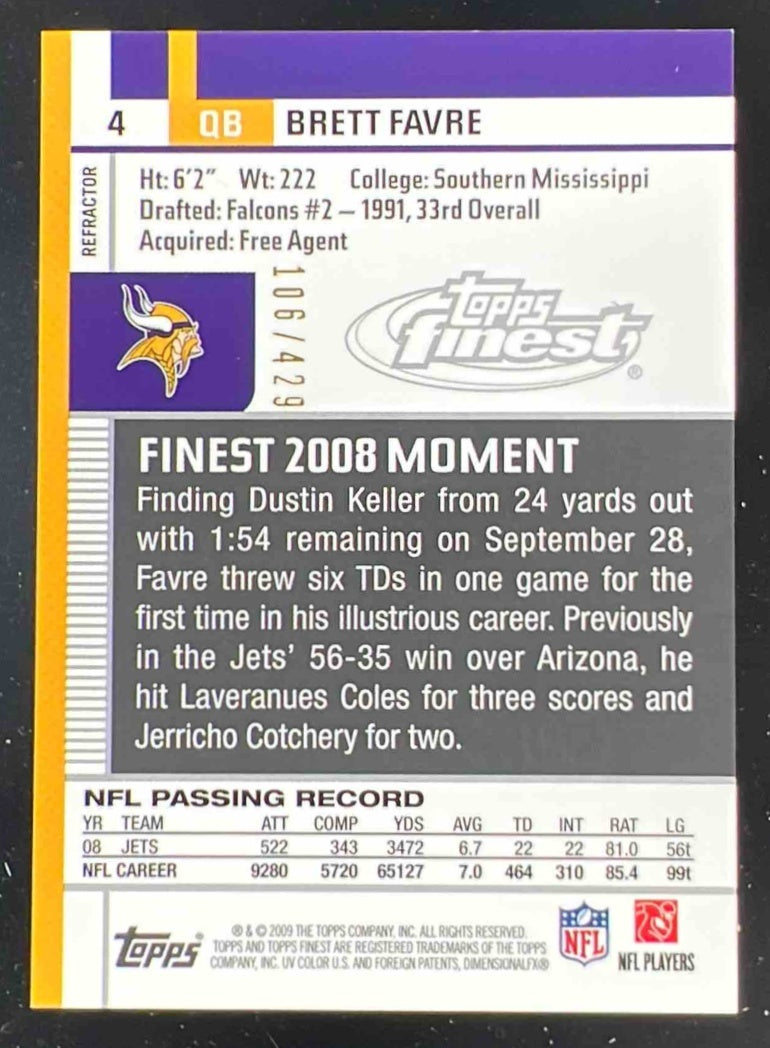 4 QB BRETT FAVRE
REFRACTOR
Ht: 6'2" Wt: 222 College: Southern Mississippi
Drafted: Falcons #2 – 1991, 33rd Overall
Acquired: Free Agent
106/429
topps
finest®
FINEST 2008 MOMENT
Finding Dustin Keller from 24 yards out
with 1:54 remaining on September 28,
Favre threw six TDs in one game for the
first time in his illustrious career. Previously
in the Jets' 56-35 win over Arizona, he
hit Laveranues Coles for three scores and
Jerricho Cotchery for two.
NFL PASSING RECORD
YR TEAM ATT COMP YDS AVG TD INT RAT LG
08 JETS 522 343 3472 6.7 22 22 81.0 56t
NFL CAREER 9280 5720 65127 7.0 464 310 85.4 99t
topps®
® & © 2009 THE TOPPS COMPANY, INC. ALL RIGHTS RESERVED.
TOPPS AND TOPPS FINEST ARE REGISTERED TRADEMARKS OF THE TOPPS
COMPANY, INC. UV COLOR U.S. AND FOREIGN PATENTS, DIMENSIONALFX®
NFL
NFL PLAYERS